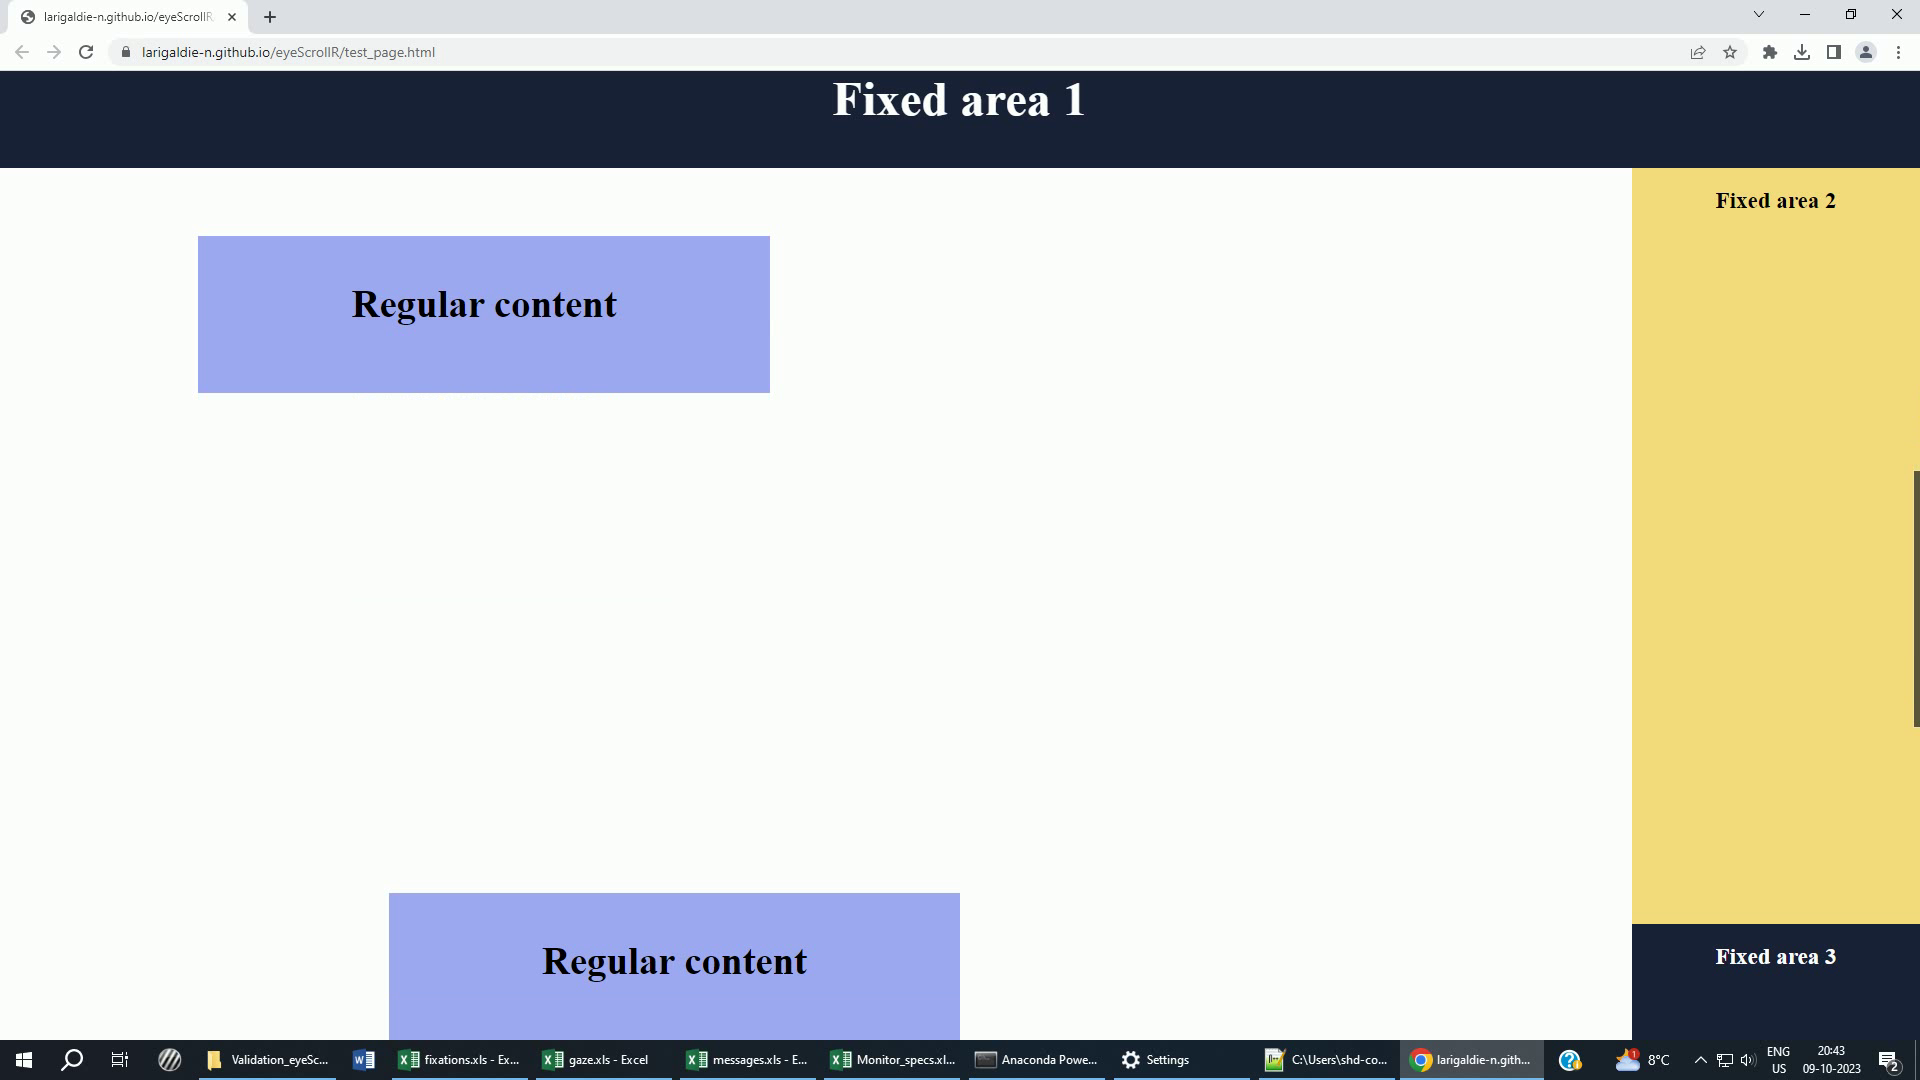 larigaldie-n.github.io/eyeScrollR
larigaldie-n.github.io/eyeScrollR/test_page.html
Fixed area 1
Fixed area 2
Regular content
Regular content
Fixed area 3
Validation_eyeSc...
fixations.xls - Ex...
gaze.xls - Excel
messages.xls - E...
Monitor_specs.xl...
Anaconda Powe...
Settings
C:\Users\shd-co...
larigaldie-n.gith...
1
8°C
ENG
US
20:43
09-10-2023
2